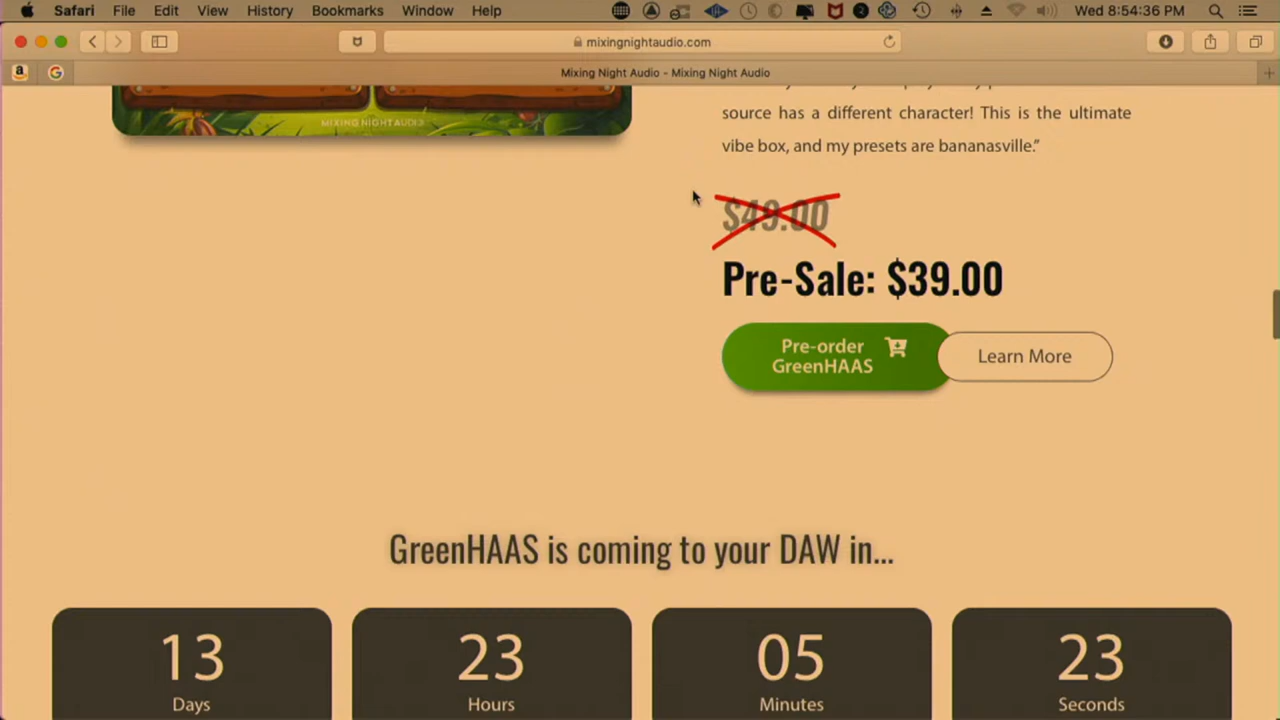 Safari File Edit View History Bookmarks Window Help Wed 8:54:36 PM
mixingnightaudio.com
Mixing Night Audio - Mixing Night Audio
MIXING NIGHT AUDIO
source has a different character! This is the ultimate
vibe box, and my presets are bananasville.”
$49.00
Pre-Sale: $39.00
Pre-order
GreenHAAS
Learn More
GreenHAAS is coming to your DAW in...
13 23 05 23
Days Hours Minutes Seconds